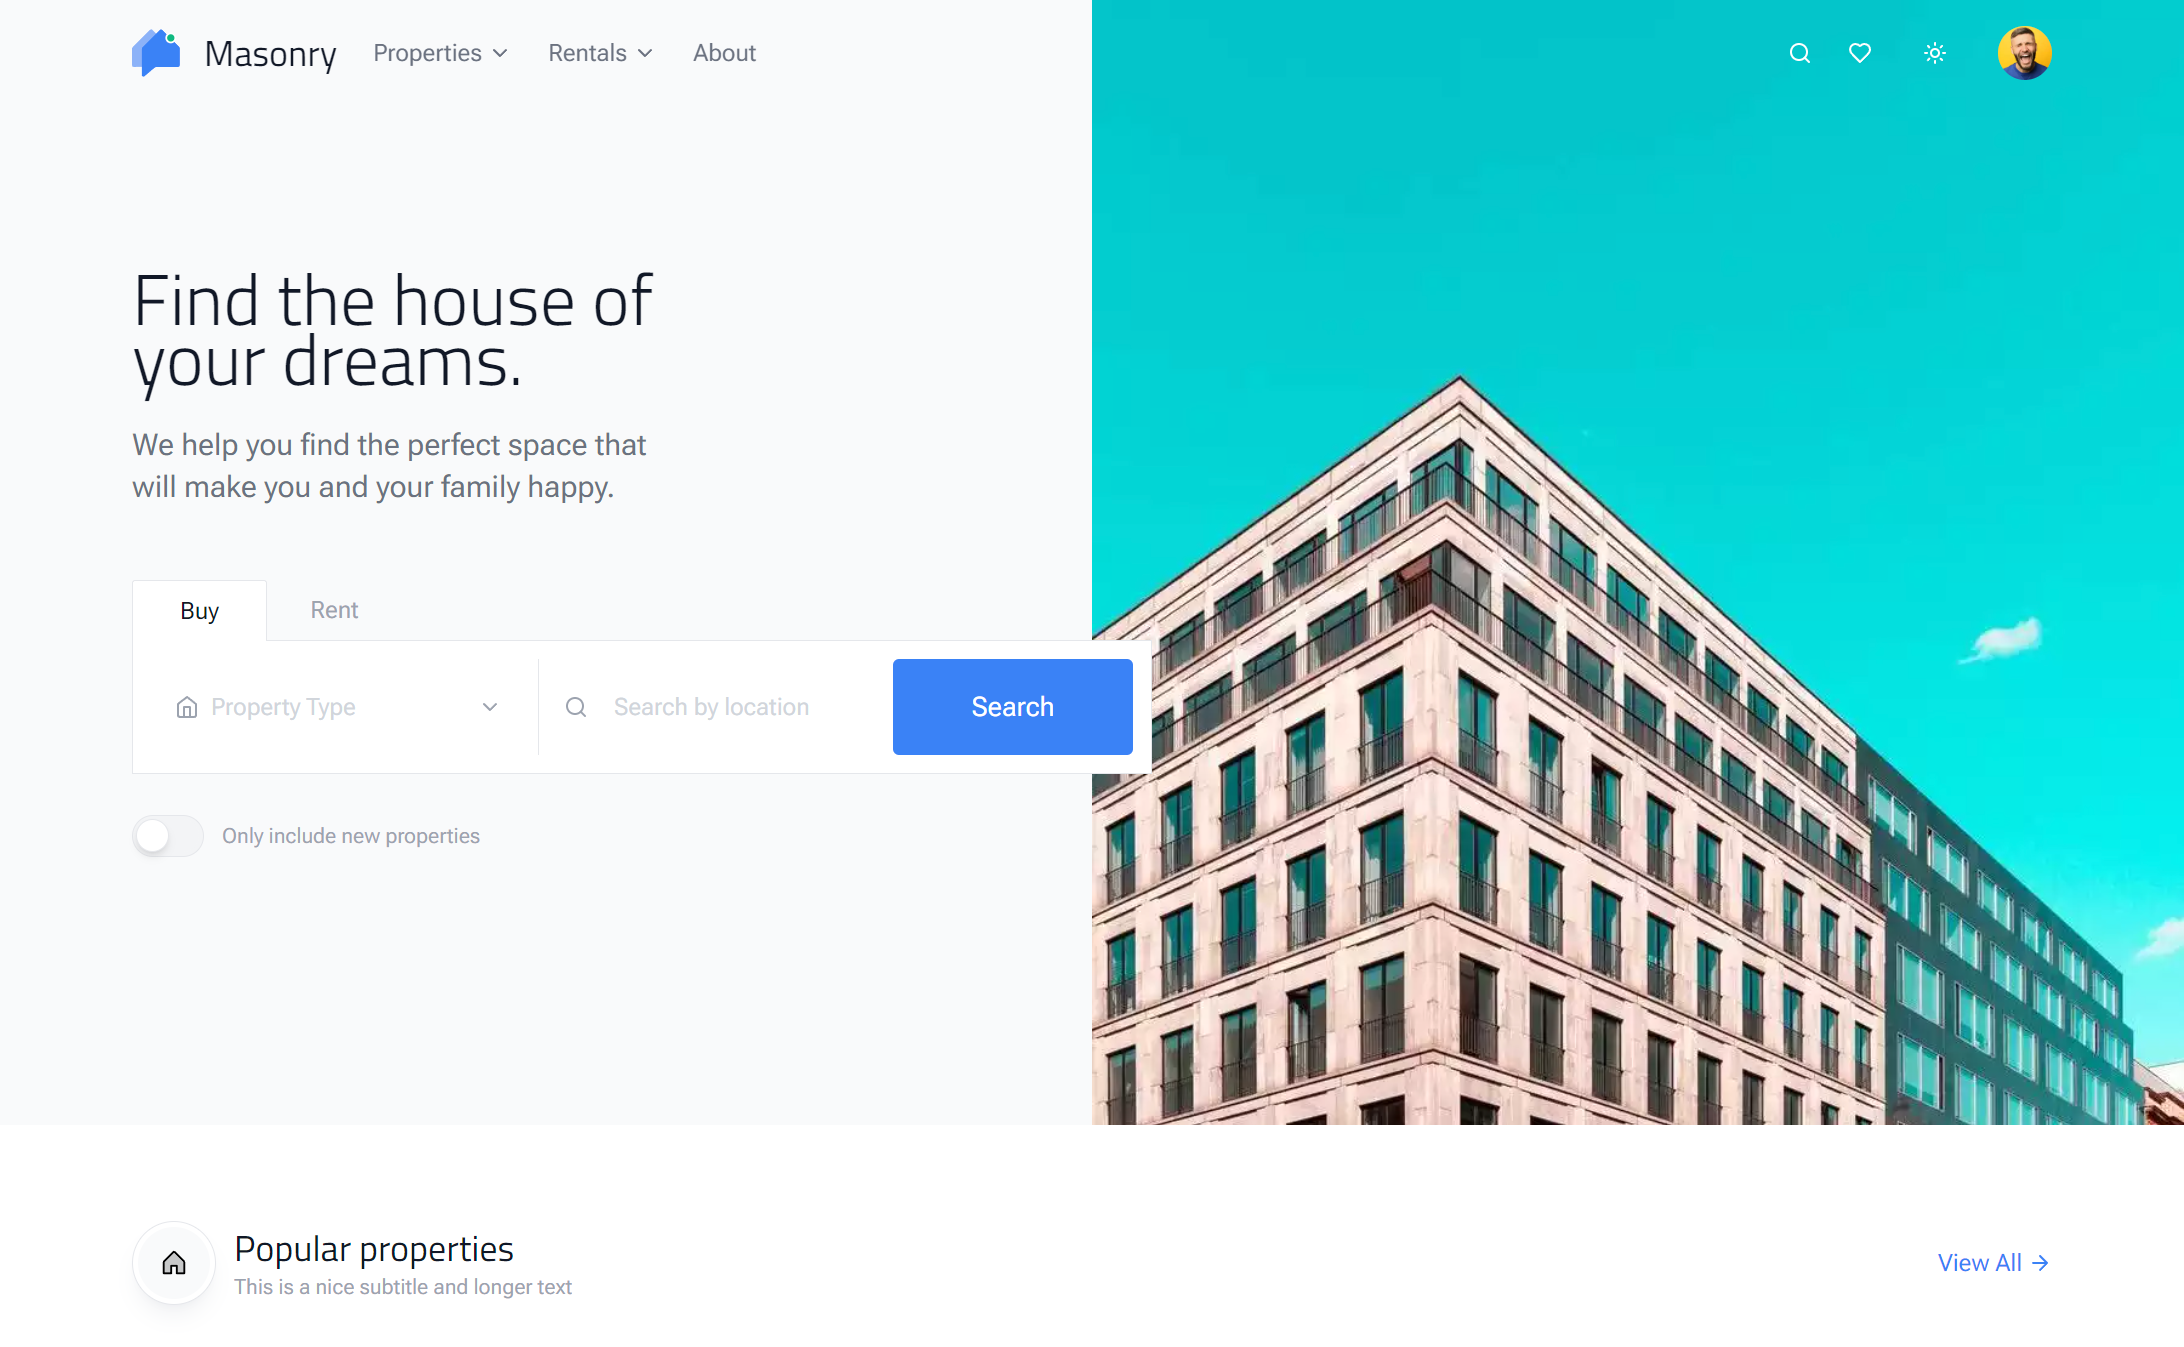 Masonry
Properties
Rentals
About
Find the house of
your dreams.
We help you find the perfect space that
will make you and your family happy.
Buy
Rent
Property Type
Search by location
Search
Only include new properties
Popular properties
This is a nice subtitle and longer text
View All